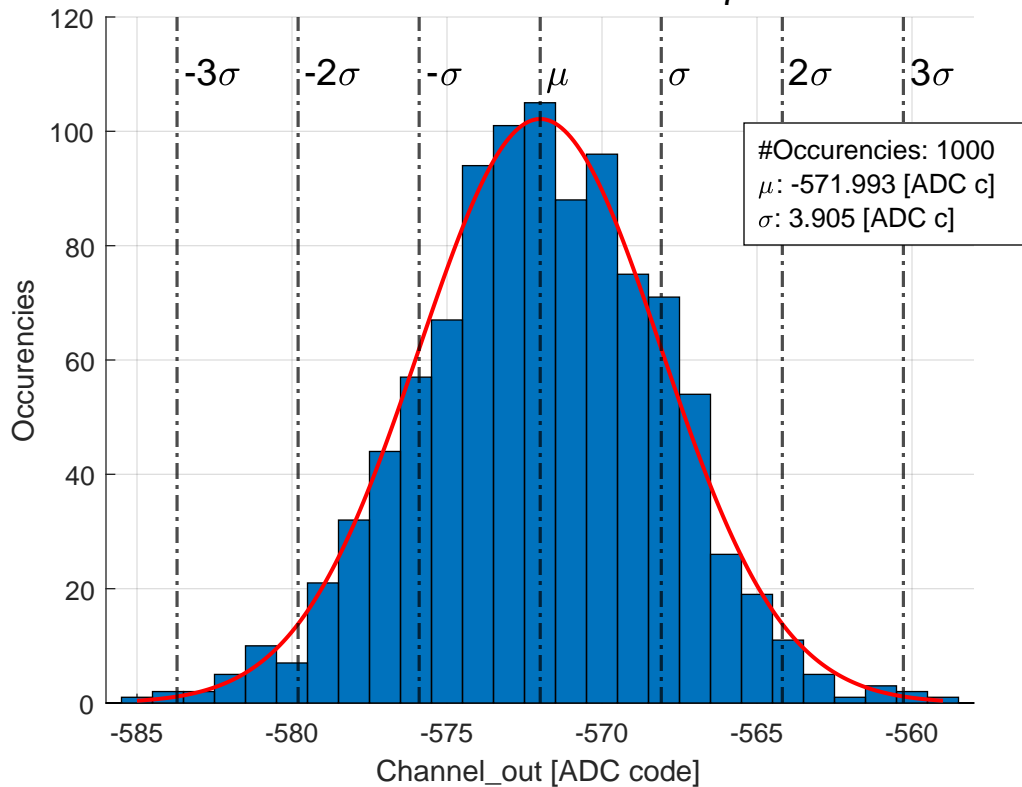 120
100
80
60
40
20
0
-3σ
-2σ
-σ
μ
σ
2σ
3σ
#Occurencies: 1000
μ: -571.993 [ADC c]
σ: 3.905 [ADC c]
Occurencies
-585
-580
-575
-570
-565
-560
Channel_out [ADC code]